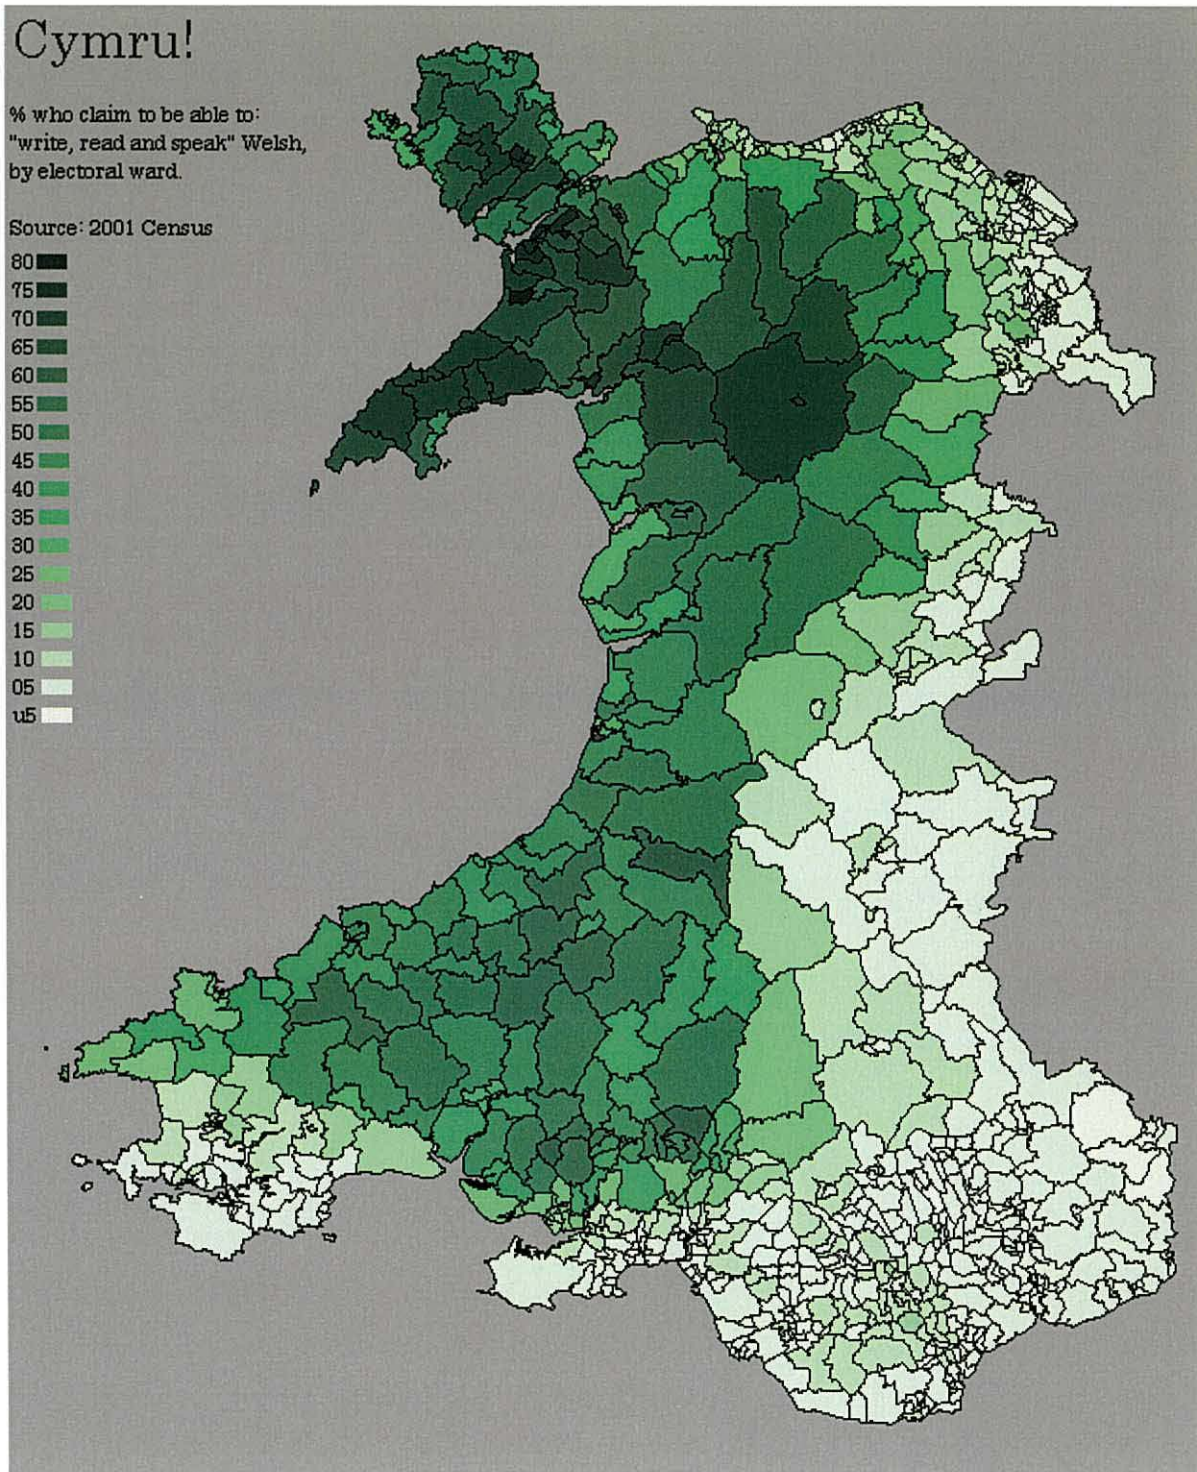 Cymru!
% who claim to be able to:
"write, read and speak" Welsh,
by electoral ward.
Source: 2001 Census
80
75
70
65
60
55
50
45
40
35
30
25
20
15
10
05
u5